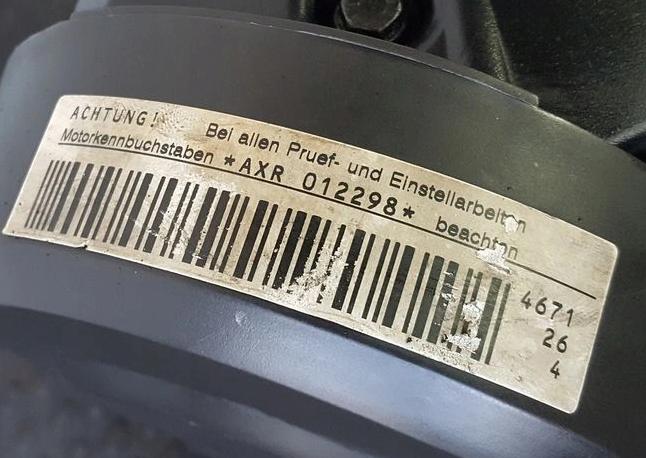 ACHTUNG! Bei allen Pruef- und Einstellarbeiten
Motorkennbuchstaben *AXR 012298* beachten
4671
26
4